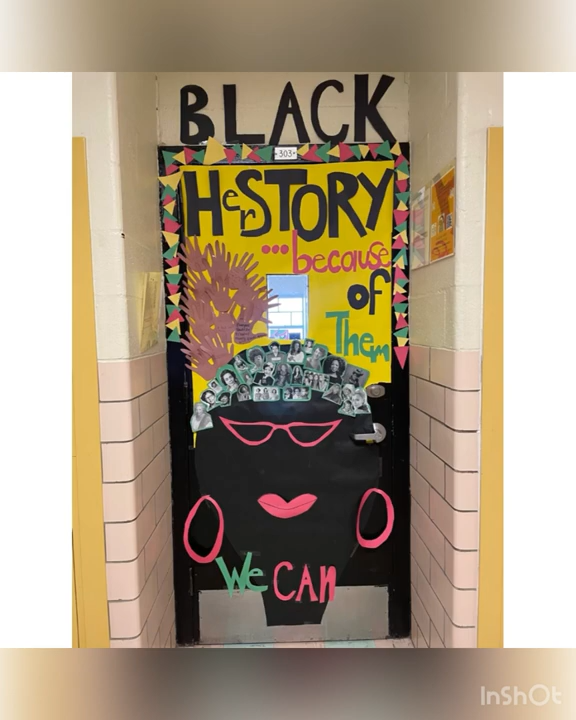 BLACK
303
HerSTORY
...because
of
Them
We CAN
InShOt